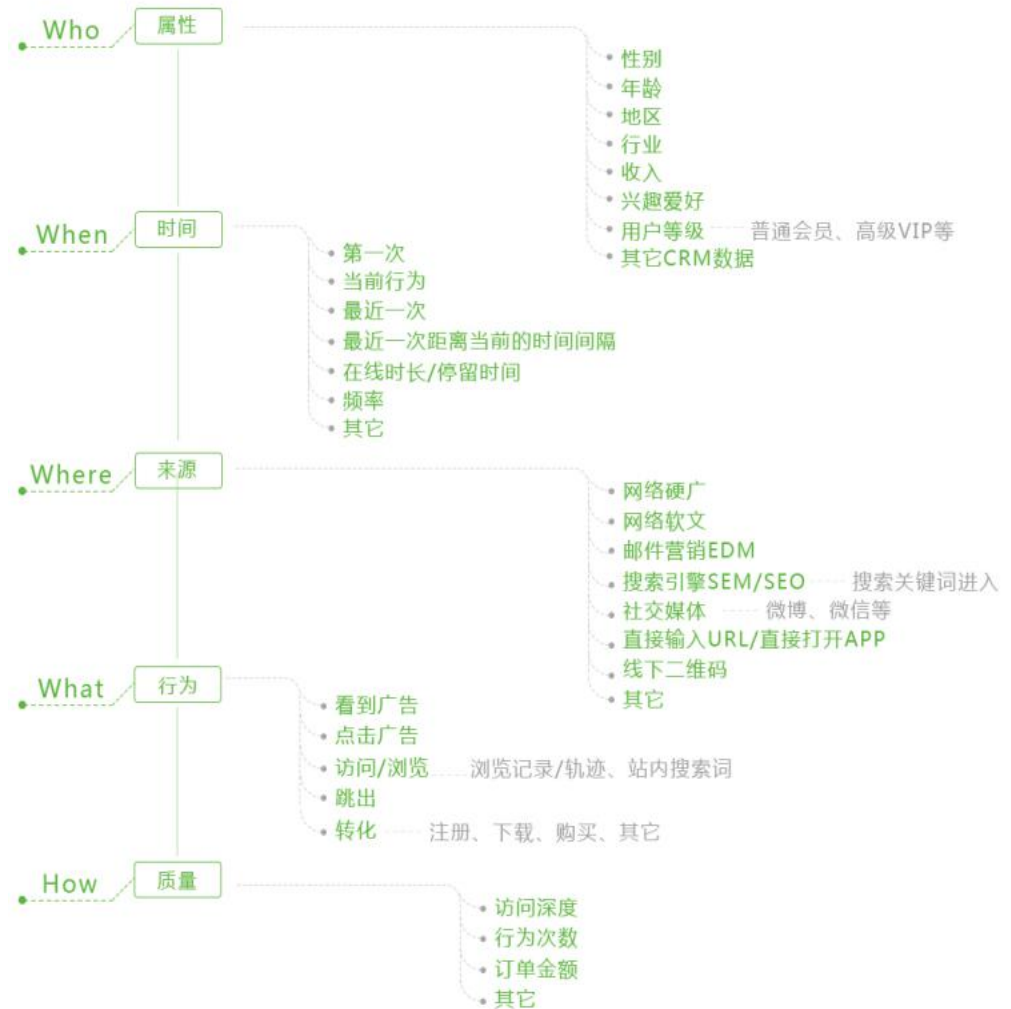 Who 属性
性别
年龄
地区
行业
收入
兴趣爱好
用户等级 普通会员、高级VIP等
其它CRM数据
When 时间
第一次
当前行为
最近一次
最近一次距离当前的时间间隔
在线时长/停留时间
频率
其它
Where 来源
网络硬广
网络软文
邮件营销EDM
搜索引擎SEM/SEO 搜索关键词进入
社交媒体 微博、微信等
直接输入URL/直接打开APP
线下二维码
其它
What 行为
看到广告
点击广告
访问/浏览 浏览记录/轨迹、站内搜索词
跳出
转化 注册、下载、购买、其它
How 质量
访问深度
行为次数
订单金额
其它